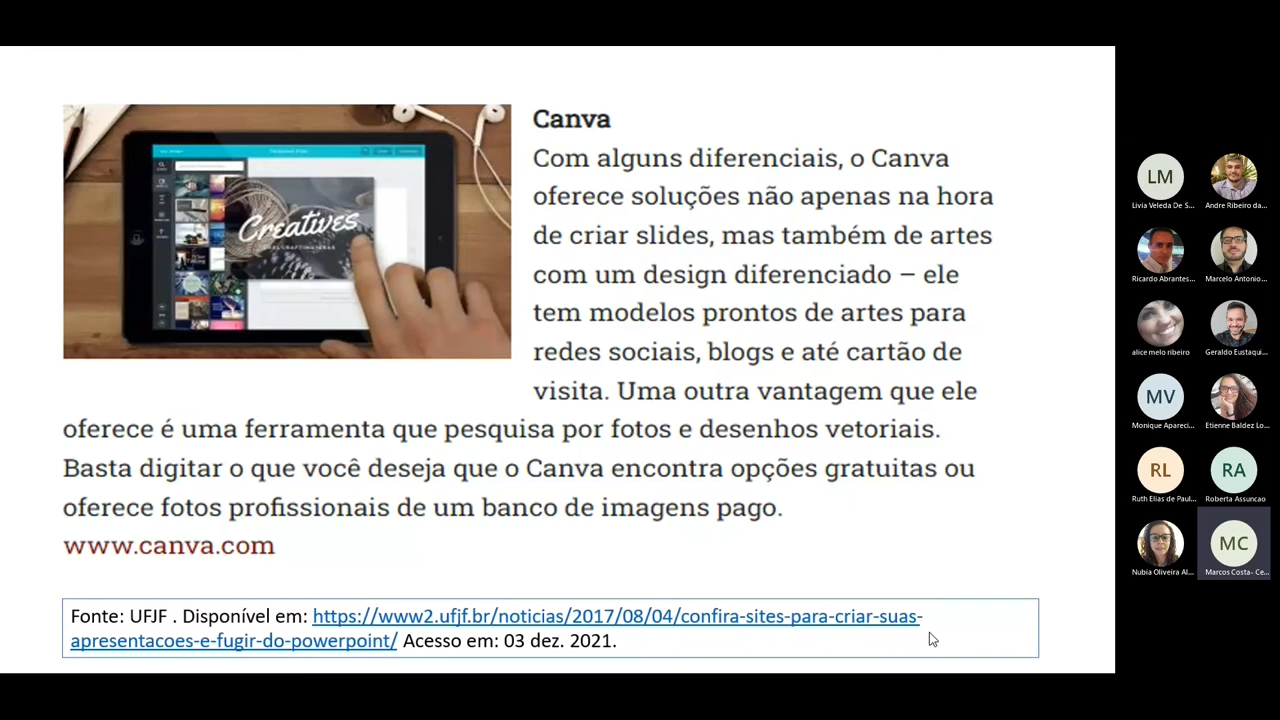 Canva
Com alguns diferenciais, o Canva
oferece soluções não apenas na hora
de criar slides, mas também de artes
com um design diferenciado – ele
tem modelos prontos de artes para
redes sociais, blogs e até cartão de
visita. Uma outra vantagem que ele
oferece é uma ferramenta que pesquisa por fotos e desenhos vetoriais.
Basta digitar o que você deseja que o Canva encontra opções gratuitas ou
oferece fotos profissionais de um banco de imagens pago.
www.canva.com
Creatives
Fonte: UFJF . Disponível em: https://www2.ufjf.br/noticias/2017/08/04/confira-sites-para-criar-suas-
apresentacoes-e-fugir-do-powerpoint/ Acesso em: 03 dez. 2021.
LM
Livia Veleda De S...
Andre Ribeiro da...
Ricardo Abrantes...
Marcelo Antonio...
alice melo ribeiro
Geraldo Eustaqui...
MV
Monique Apareci...
Etienne Baldez Lo...
RL
Ruth Elias de Paul...
RA
Roberta Assuncao
Nubia Oliveira Al...
MC
Marcos Costa- Ce...